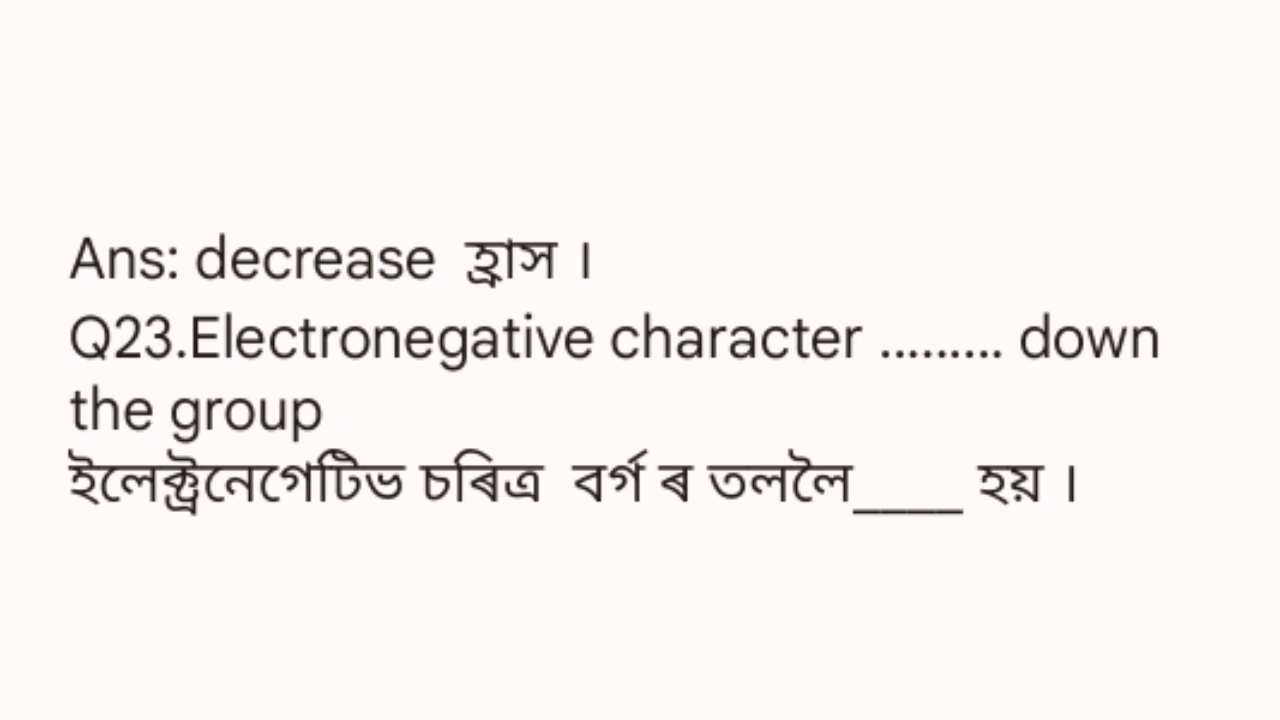 Ans: decrease হ্ৰাস ।
Q23.Electronegative character ......... down
the group
ইলেক্ট্ৰনেগেটিভ চৰিত্ৰ বৰ্গ ৰ তললৈ____ হয় ।